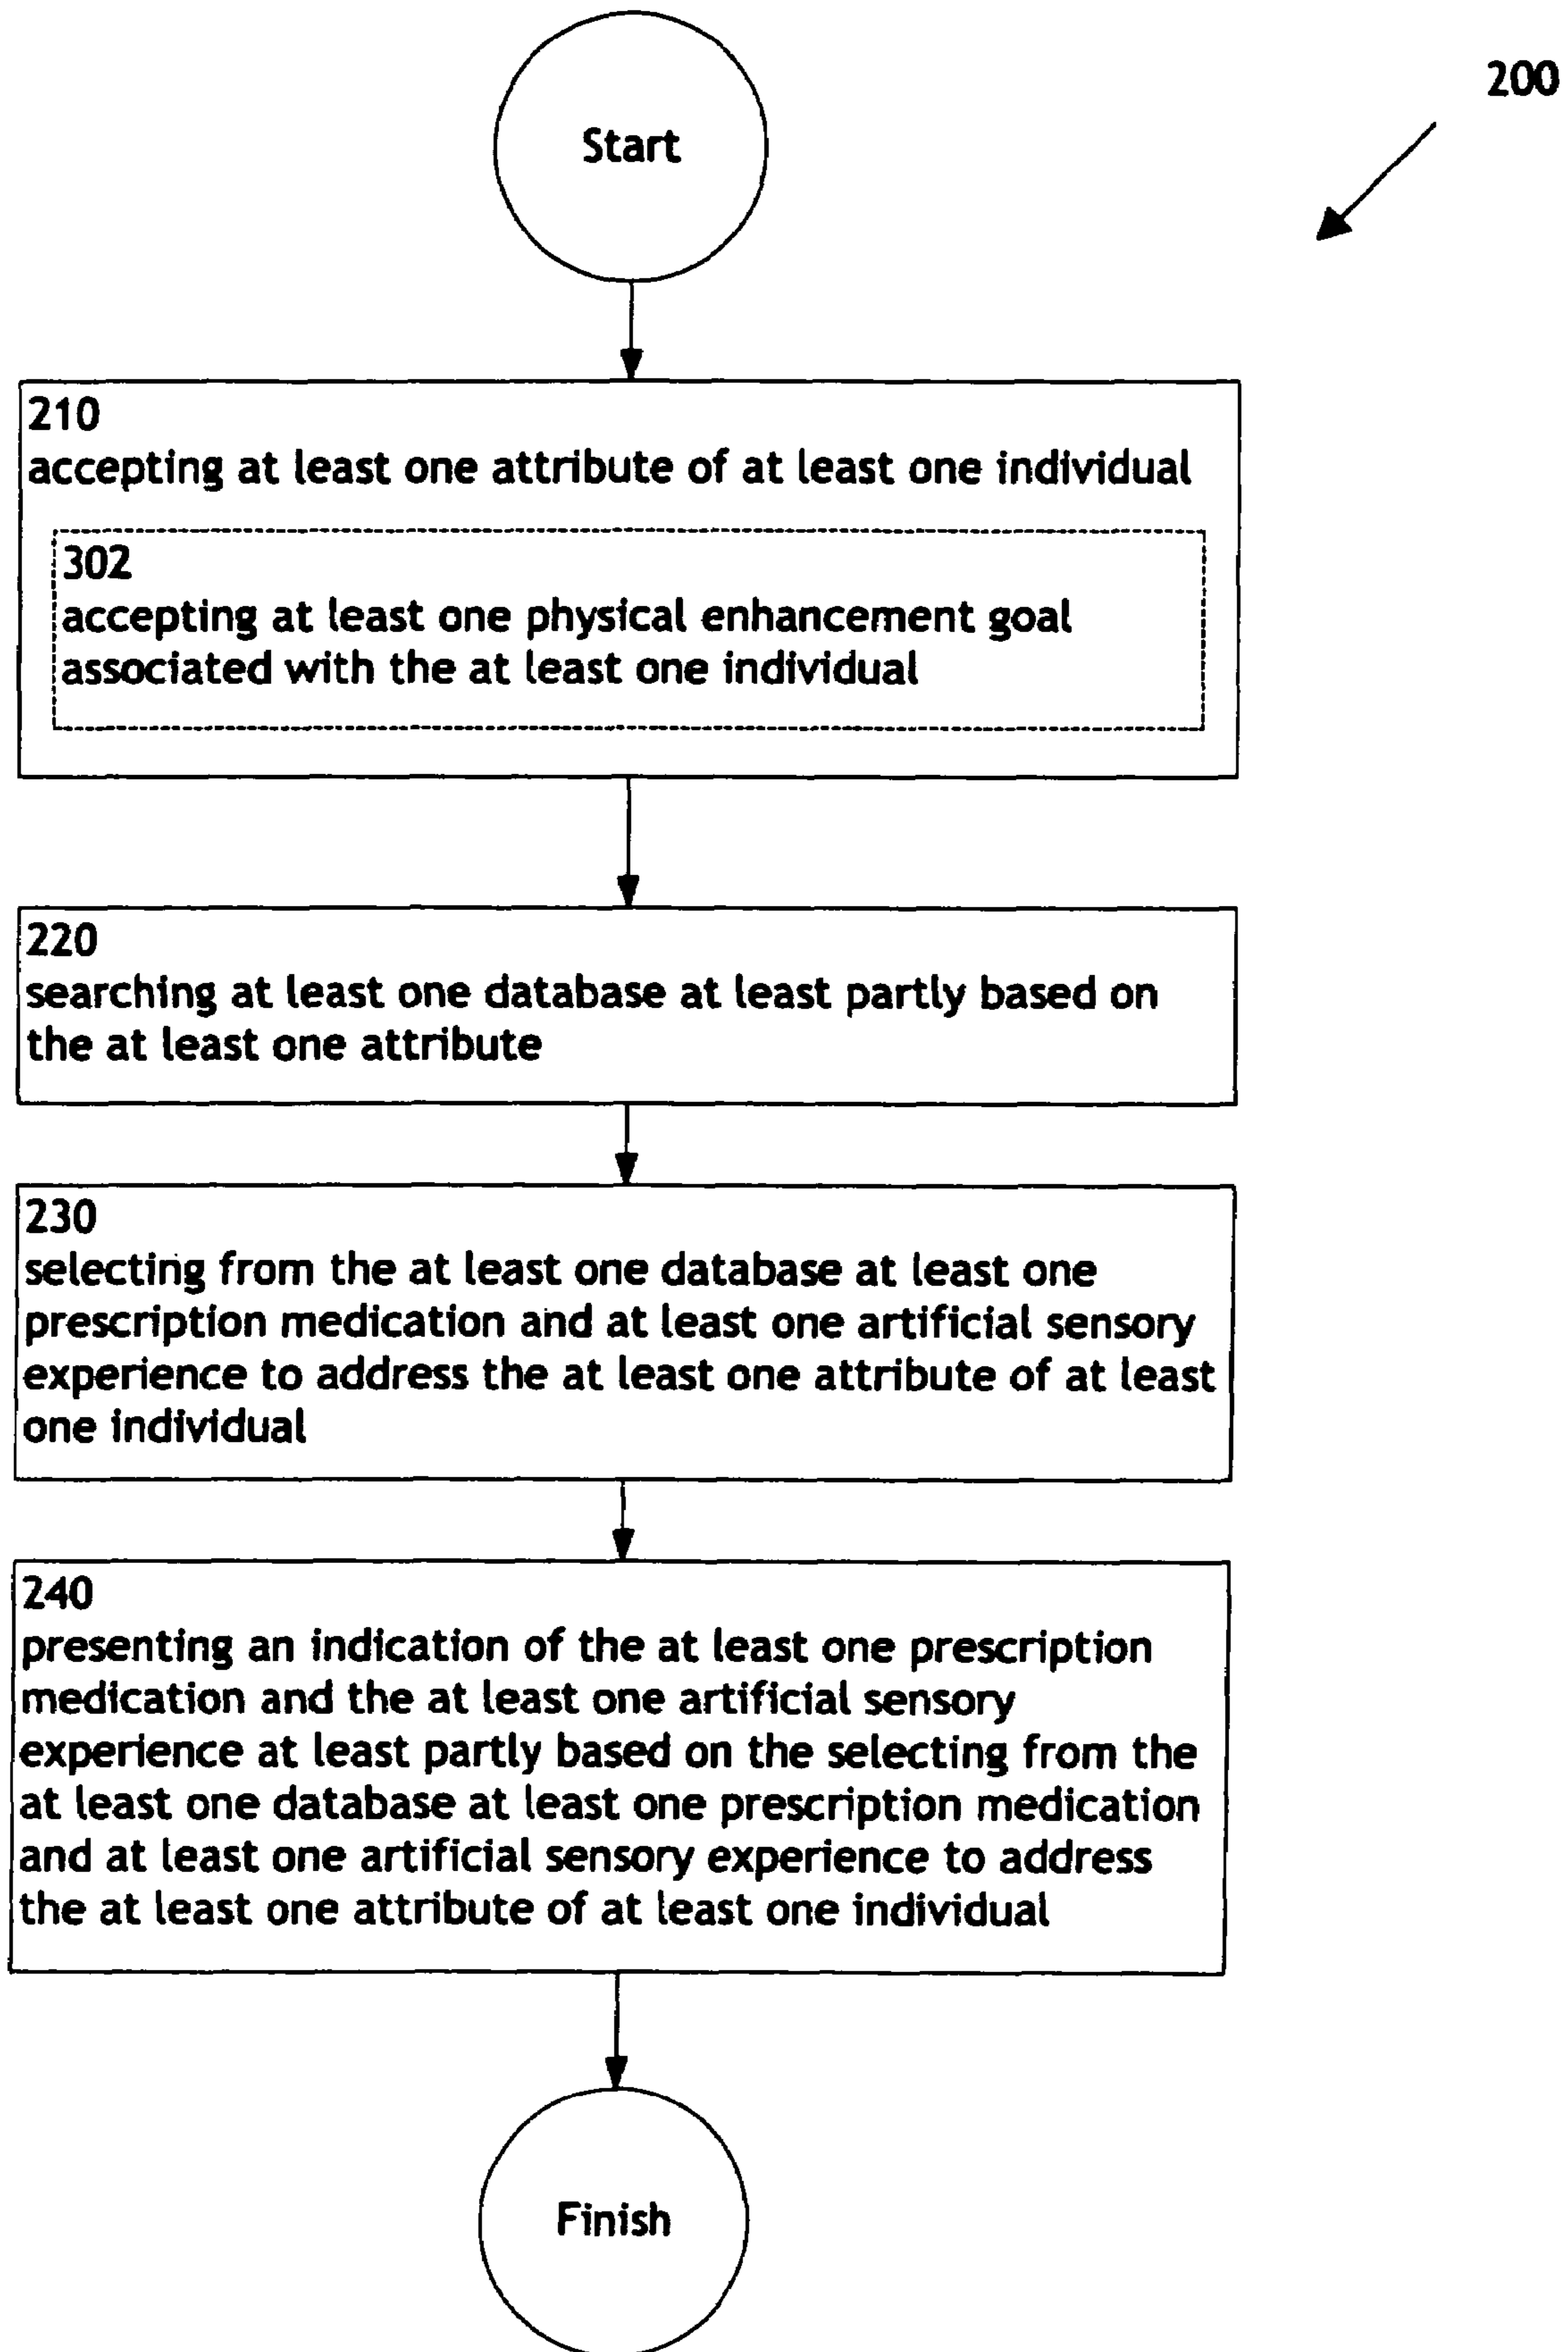 Start
200
210
accepting at least one attribute of at least one individual
302
accepting at least one physical enhancement goal
associated with the at least one individual
220
searching at least one database at least partly based on
the at least one attribute
230
selecting from the at least one database at least one
prescription medication and at least one artificial sensory
experience to address the at least one attribute of at least
one individual
240
presenting an indication of the at least one prescription
medication and the at least one artificial sensory
experience at least partly based on the selecting from the
at least one database at least one prescription medication
and at least one artificial sensory experience to address
the at least one attribute of at least one individual
Finish